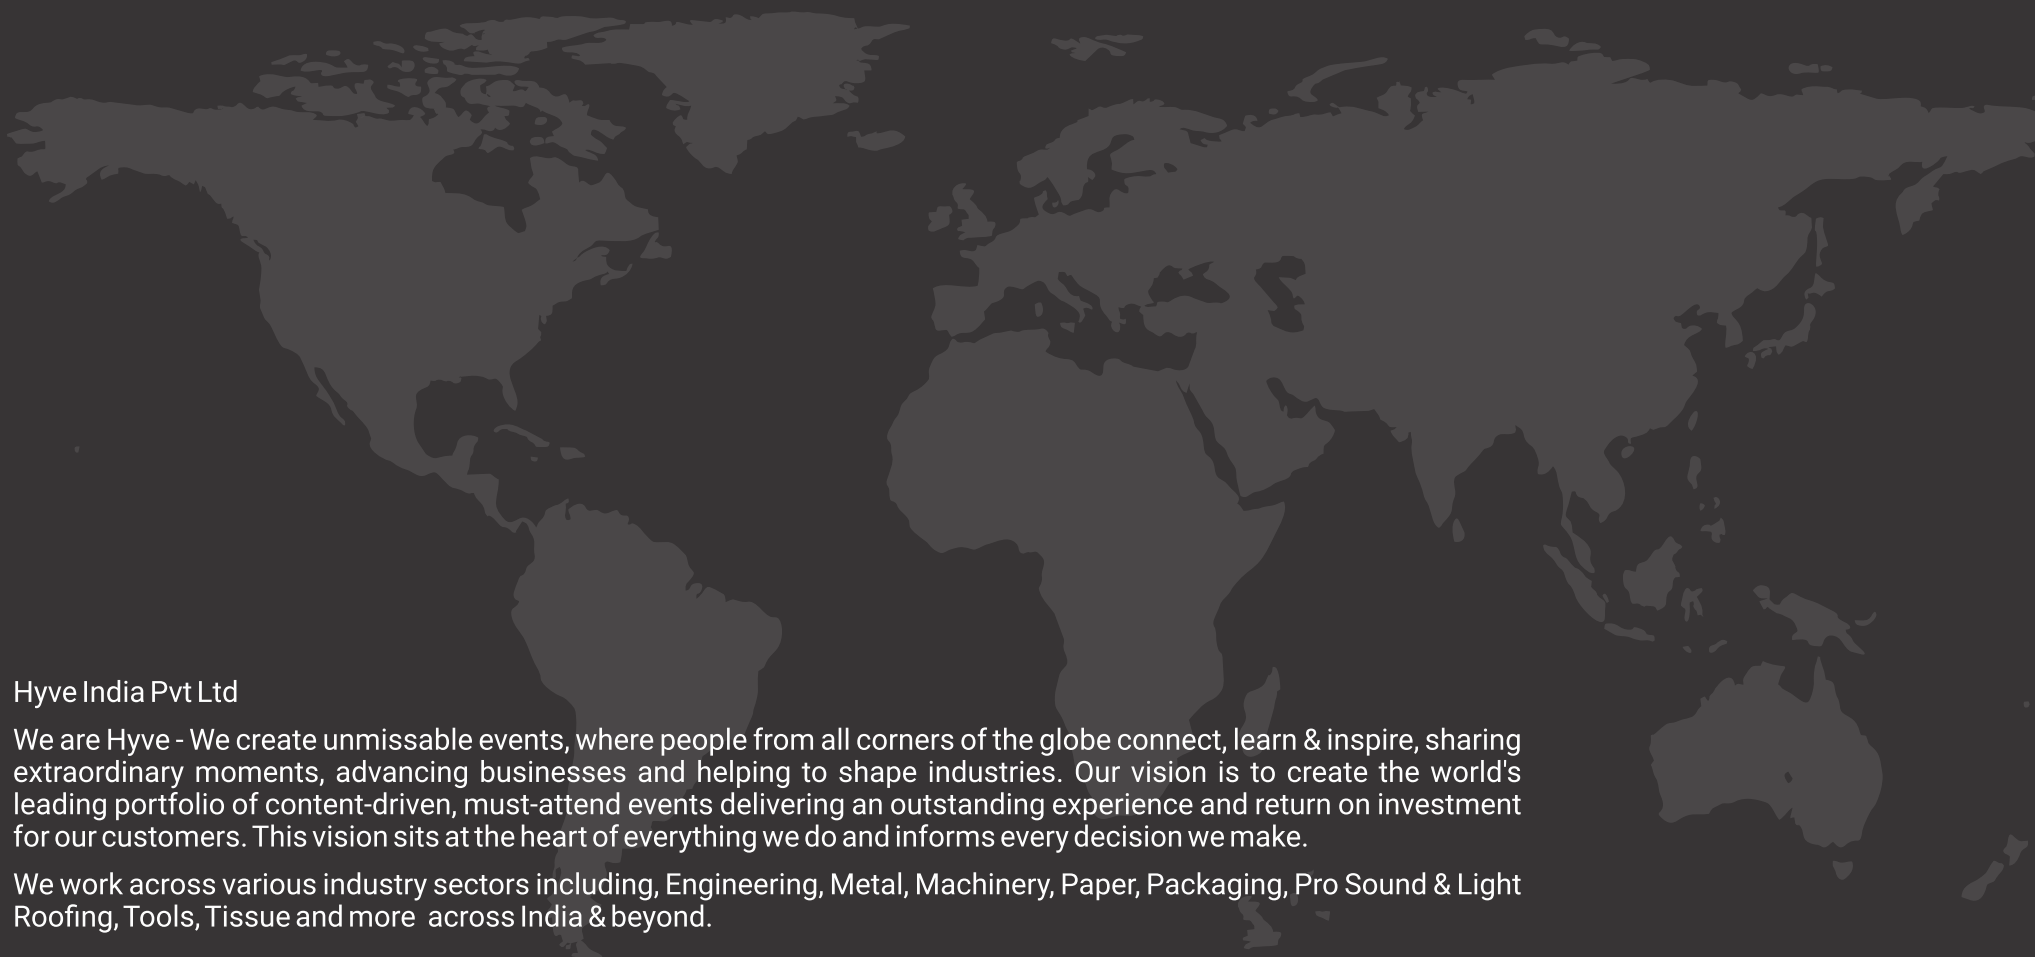 Hyve India Pvt Ltd
We are Hyve - We create unmissable events, where people from all corners of the globe connect, learn & inspire, sharing
extraordinary moments, advancing businesses and helping to shape industries. Our vision is to create the world's
leading portfolio of content-driven, must-attend events delivering an outstanding experience and return on investment
for our customers. This vision sits at the heart of everything we do and informs every decision we make.
We work across various industry sectors including, Engineering, Metal, Machinery, Paper, Packaging, Pro Sound & Light
Roofing, Tools, Tissue and more  across India & beyond.